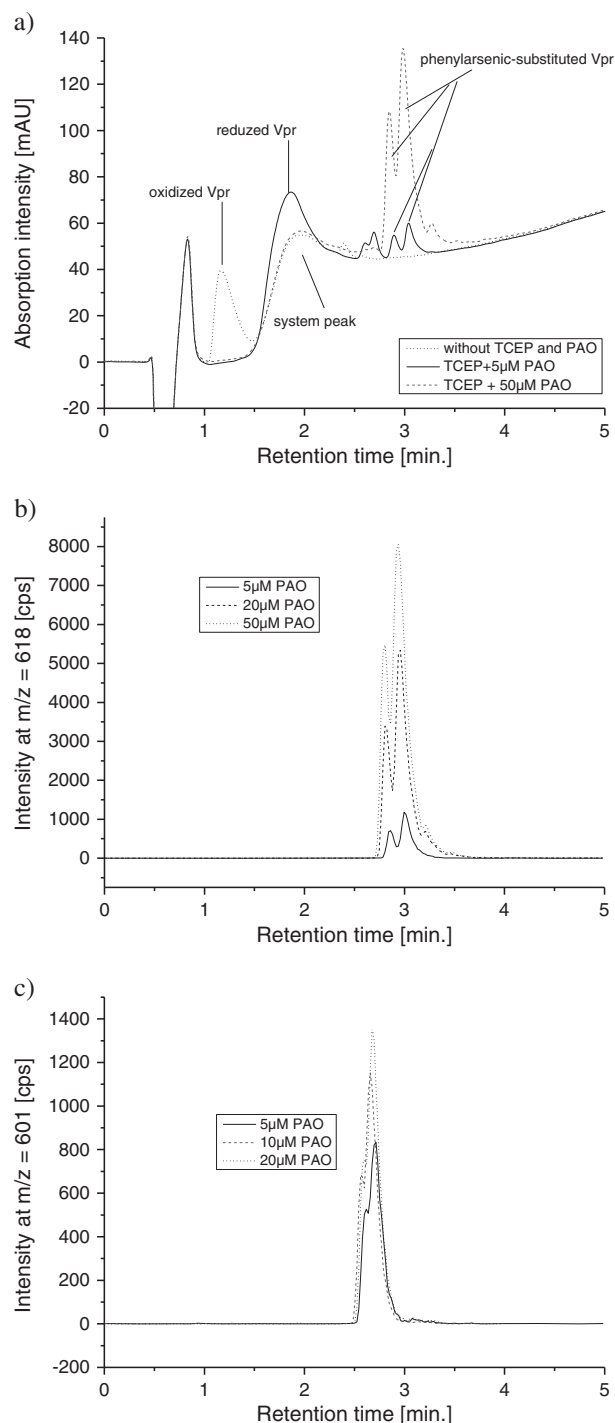 a)
140
120
100
80
60
40
20
0
-20
Absorption intensity [mAU]
phenylarsenic-substituted Vpr
reduced Vpr
oxidized Vpr
system peak
without TCEP and PAO
TCEP+5µM PAO
TCEP + 50µM PAO
0 1 2 3 4 5
Retention time [min.]
b)
8000
7000
6000
5000
4000
3000
2000
1000
0
Intensity at m/z = 618 [cps]
5µM PAO
20µM PAO
50µM PAO
0 1 2 3 4 5
Retention time [min.]
c)
1400
1200
1000
800
600
400
200
0
-200
Intensity at m/z = 601 [cps]
5µM PAO
10µM PAO
20µM PAO
0 1 2 3 4 5
Retention time [min.]